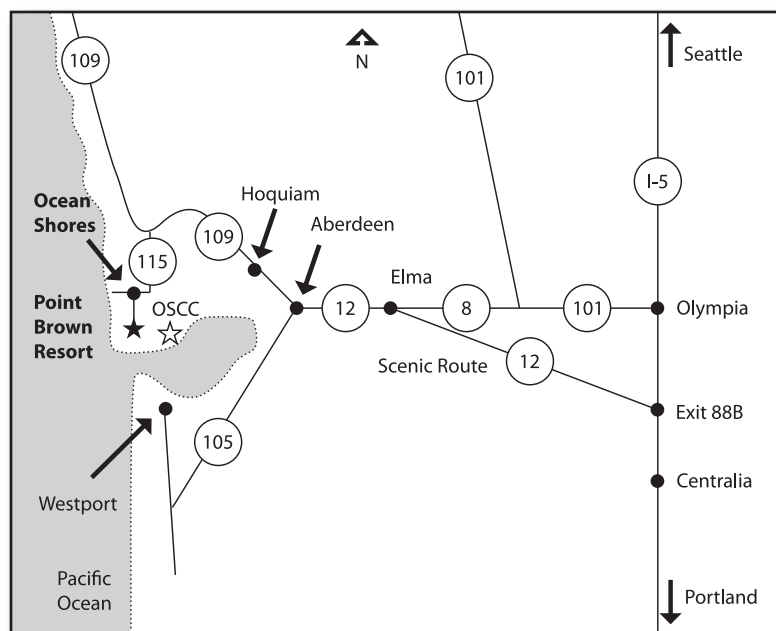 109
N
101
Seattle
I-5
Ocean
Shores
Hoquiam
109
Aberdeen
115
Elma
Point
Brown
Resort
OSCC
12
8
101
Olympia
Scenic Route
12
Exit 88B
105
Centralia
Westport
Pacific
Ocean
Portland